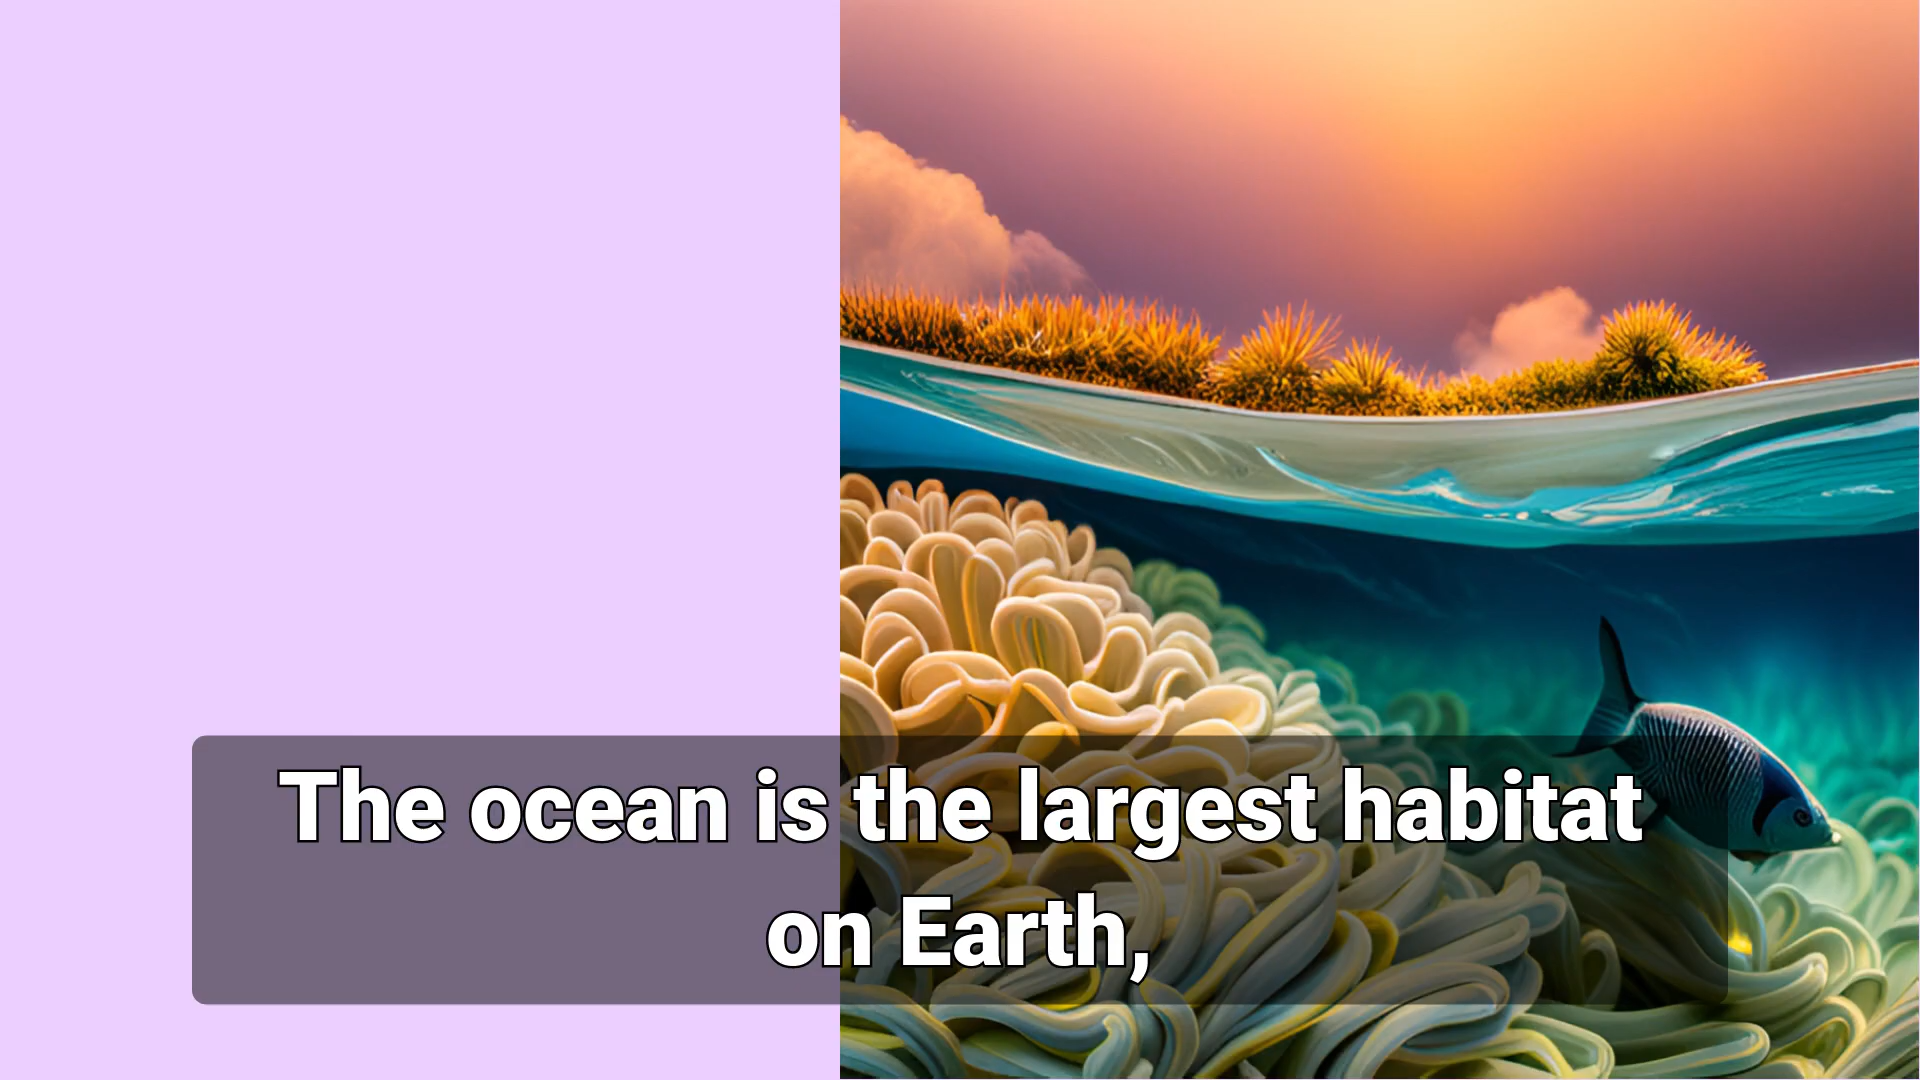 The ocean is the largest habitat
on Earth,